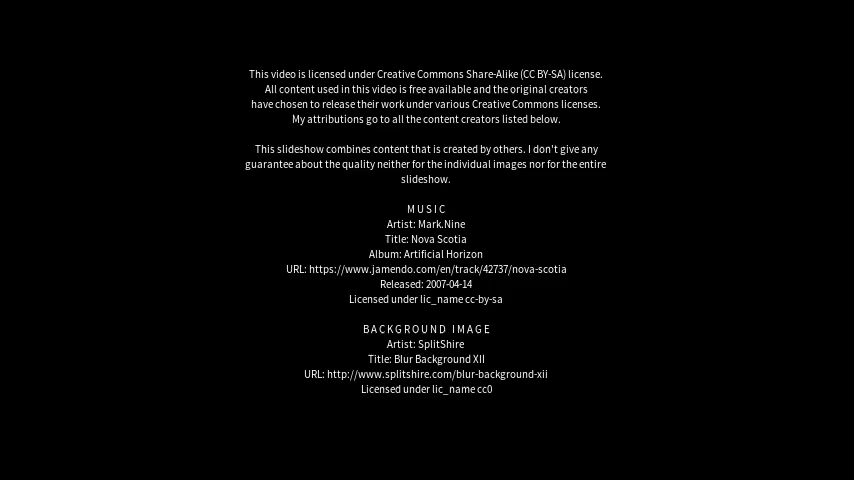 This video is licensed under Creative Commons Share-Alike (CC BY-SA) license.
All content used in this video is free available and the original creators
have chosen to release their work under various Creative Commons licenses.
My attributions go to all the content creators listed below.
This slideshow combines content that is created by others. I don't give any
guarantee about the quality neither for the individual images nor for the entire
slideshow.
MUSIC
Artist: Mark.Nine
Title: Nova Scotia
Album: Artificial Horizon
URL: https://www.jamendo.com/en/track/42737/nova-scotia
Released: 2007-04-14
Licensed under lic_name cc-by-sa
BACKGROUND IMAGE
Artist: SplitShire
Title: Blur Background XII
URL: http://www.splitshire.com/blur-background-xii
Licensed under lic_name cc0